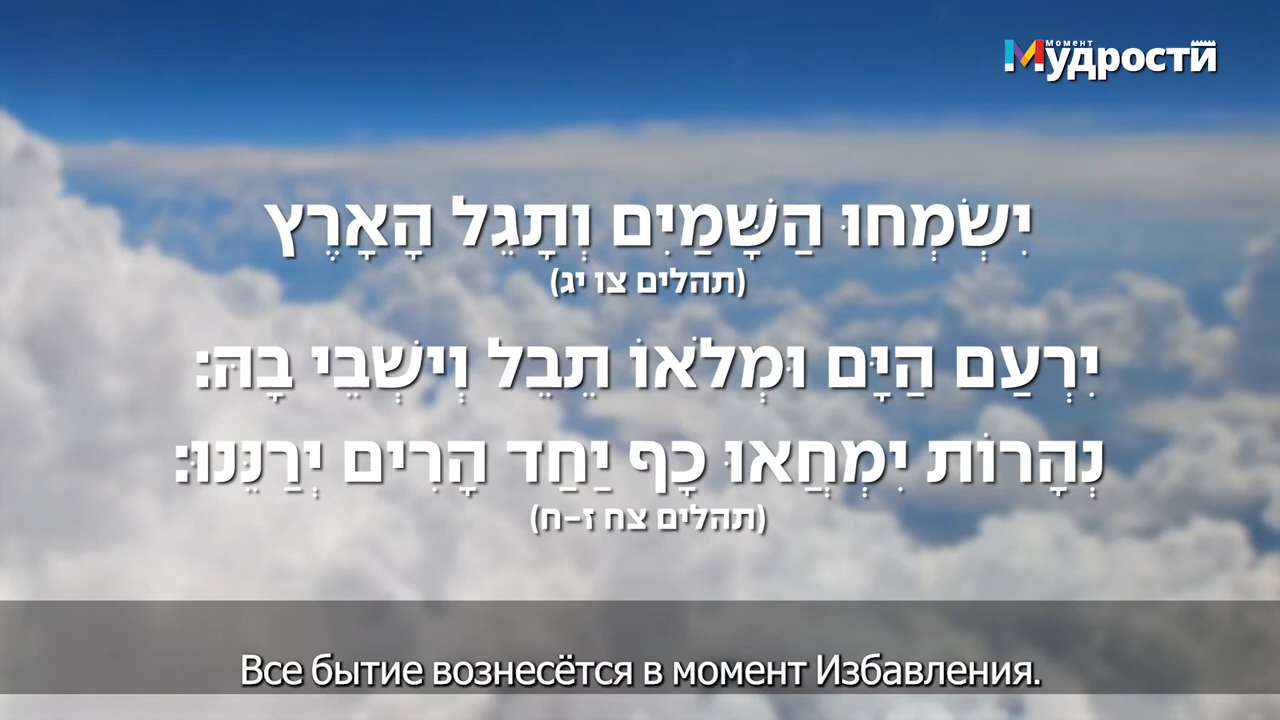 Момент
Мудрости
יִשְׂמְחוּ הַשָּׁמַיִם וְתָגֵל הָאָרֶץ
(תהלים צו יג)
יִרְעַם הַיָּם וּמְלֹאוֹ תֵּבֵל וְיֹשְׁבֵי בָהּ:
נְהָרוֹת יִמְחֲאוּ כָף יַחַד הָרִים יְרַנֵּנוּ:
(תהלים צח ז–ח)
Все бытие вознесётся в момент Избавления.